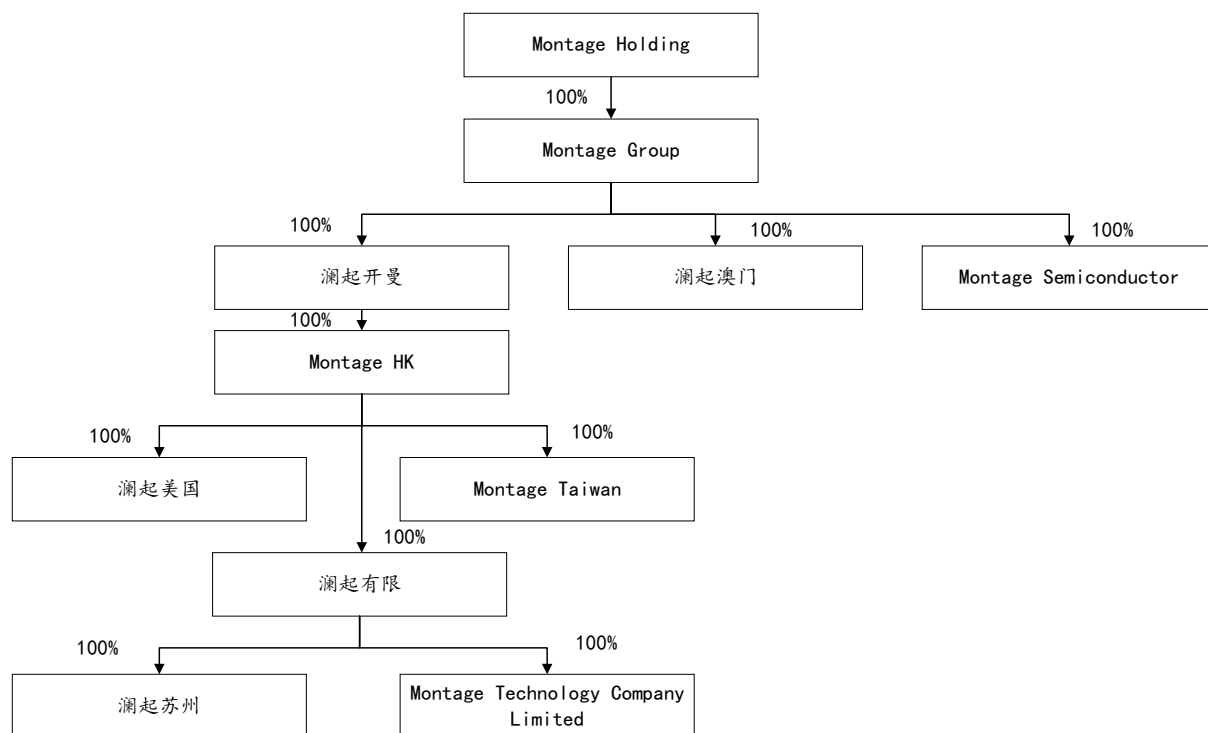 Montage Holding
100%
Montage Group
100%
100%
100%
澜起开曼
澜起澳门
Montage Semiconductor
100%
Montage HK
100%
100%
澜起美国
Montage Taiwan
100%
澜起有限
100%
100%
澜起苏州
Montage Technology Company
Limited